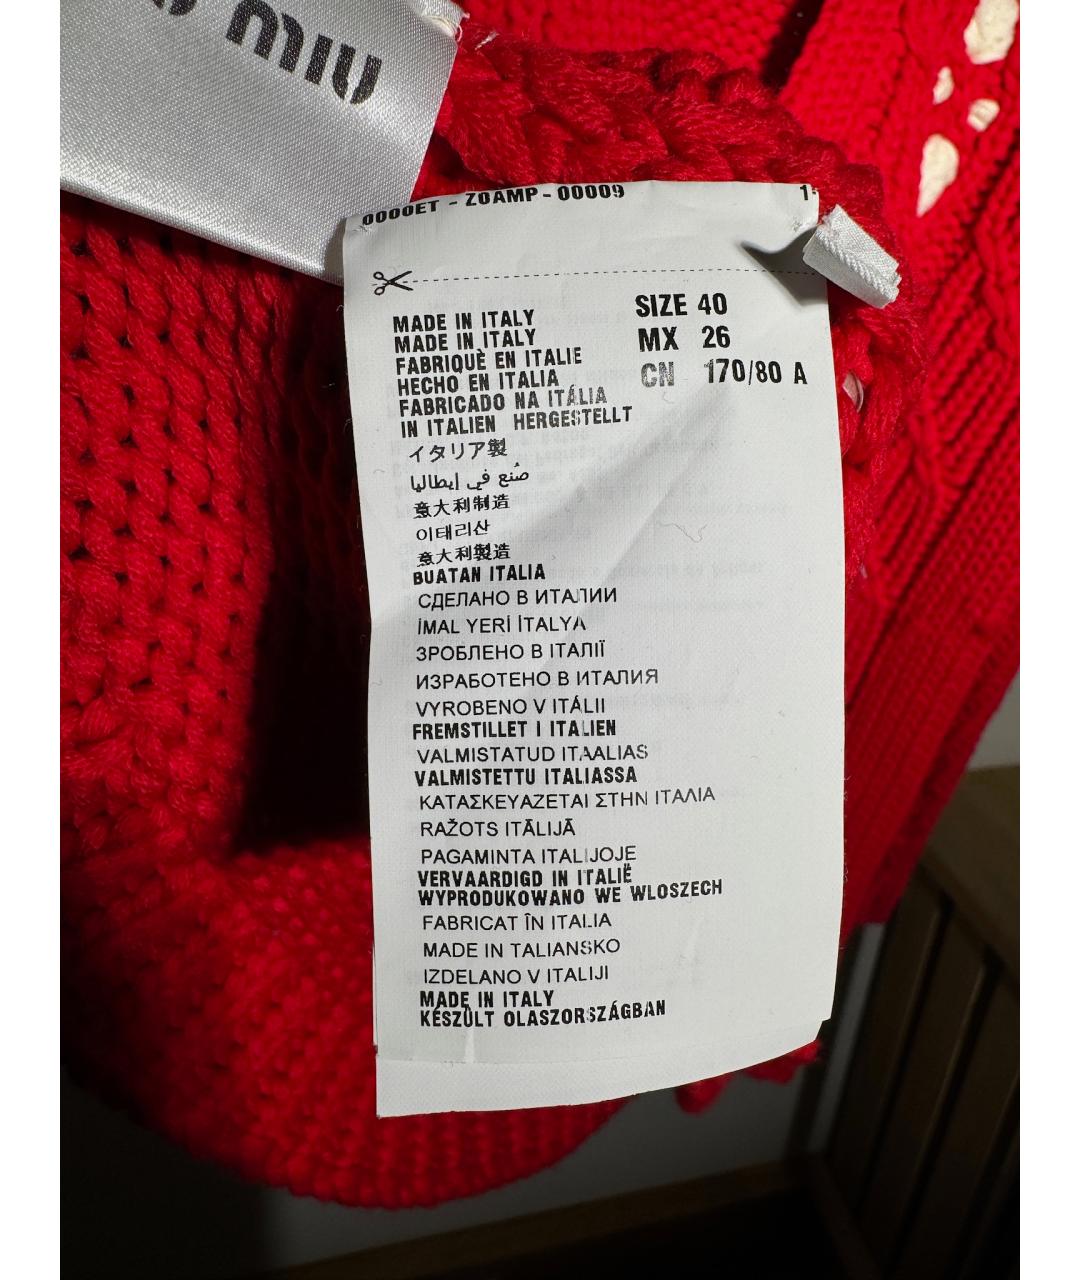 MIU
0000ET - Z0AMP - 00009
MADE IN ITALY
MADE IN ITALY
FABRIQUÈ EN ITALIE
HECHO EN ITALIA
FABRICADO NA ITÁLIA
IN ITALIEN HERGESTELLT
イタリア製
صُنع في إيطاليا
意大利制造
이태리산
意大利製造
BUATAN ITALIA
СДЕЛАНО В ИТАЛИИ
İMAL YERİ İTALYA
ЗРОБЛЕНО В ІТАЛІЇ
ИЗРАБОТЕНО В ИТАЛИЯ
VYROBENO V ITÁLII
FREMSTILLET I ITALIEN
VALMISTATUD ITAALIAS
VALMISTETTU ITALIASSA
ΚΑΤΑΣΚΕΥΑΖΕΤΑΙ ΣΤΗΝ ΙΤΑΛΙΑ
RAŽOTS ITĀLIJĀ
PAGAMINTA ITALIJOJE
VERVAARDIGD IN ITALIË
WYPRODUKOWANO WE WLOSZECH
FABRICAT ÎN ITALIA
MADE IN TALIANSKO
IZDELANO V ITALIJI
MADE IN ITALY
KÉSZÜLT OLASZORSZÁGBAN
SIZE 40
MX 26
CN 170/80 A